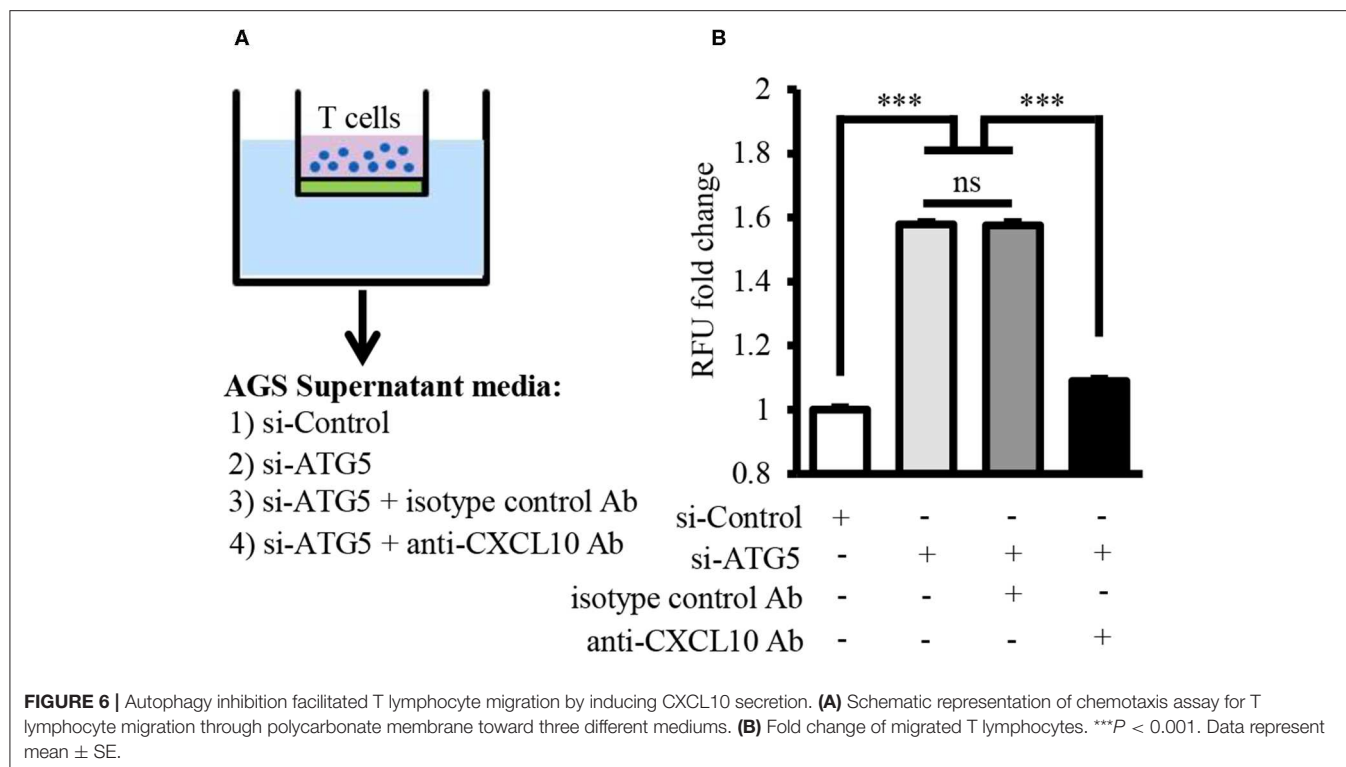 A
T cells
AGS Supernatant media:
1) si-Control
2) si-ATG5
3) si-ATG5 + isotype control Ab
4) si-ATG5 + anti-CXCL10 Ab
B
RFU fold change
2
1.8
1.6
1.4
1.2
1
0.8
*** ***
ns
si-Control + - - -
si-ATG5 - + + +
isotype control Ab - - + -
anti-CXCL10 Ab - - - +
FIGURE 6 | Autophagy inhibition facilitated T lymphocyte migration by inducing CXCL10 secretion. (A) Schematic representation of chemotaxis assay for T
lymphocyte migration through polycarbonate membrane toward three different mediums. (B) Fold change of migrated T lymphocytes. ***P < 0.001. Data represent
mean ± SE.